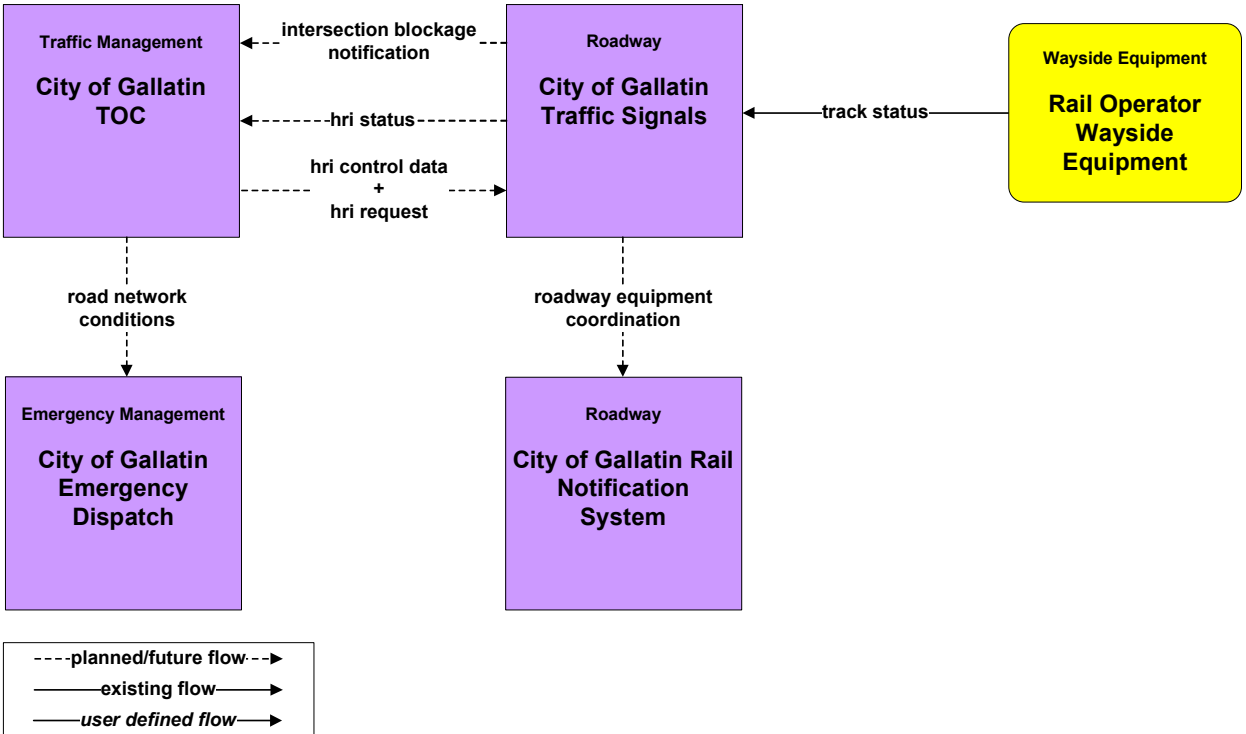 Traffic Management
City of Gallatin
TOC
intersection blockage
notification
hri status
hri control data
+
hri request
Roadway
City of Gallatin
Traffic Signals
track status
Wayside Equipment
Rail Operator
Wayside
Equipment
road network
conditions
roadway equipment
coordination
Emergency Management
City of Gallatin
Emergency
Dispatch
Roadway
City of Gallatin Rail
Notification
System
planned/future flow
existing flow
user defined flow